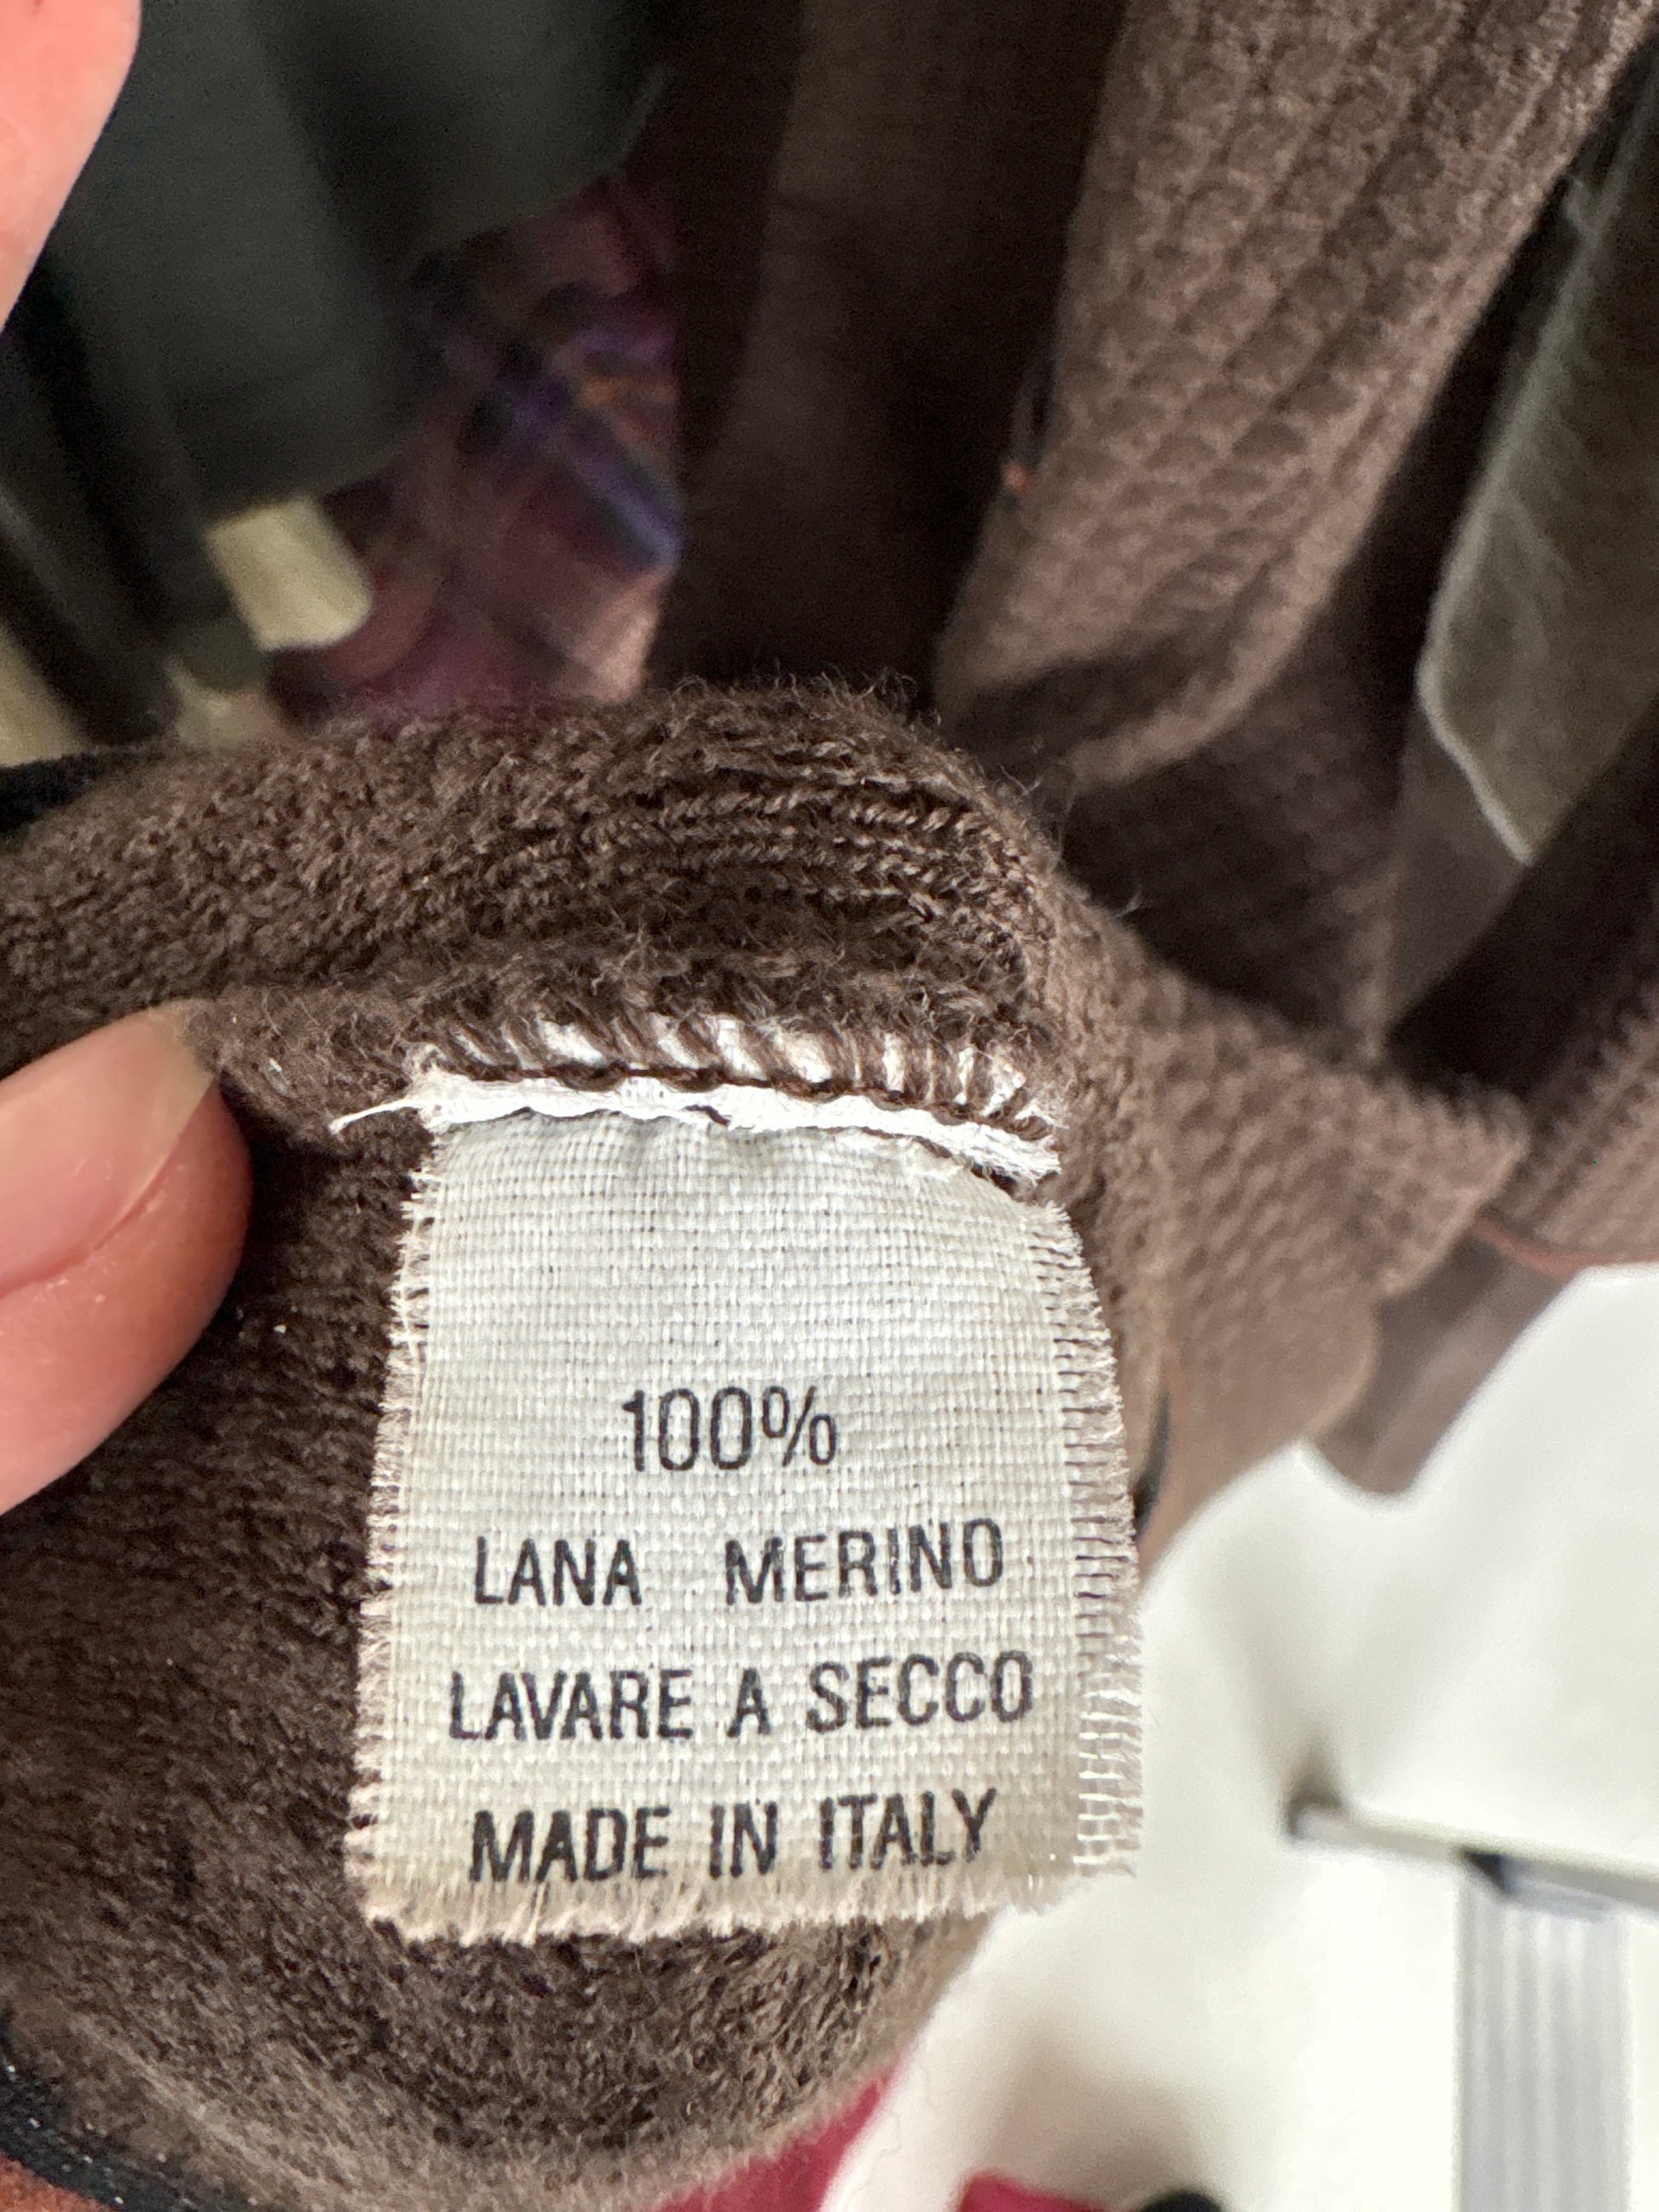 100%
LANA MERINO
LAVARE A SECCO
MADE IN ITALY